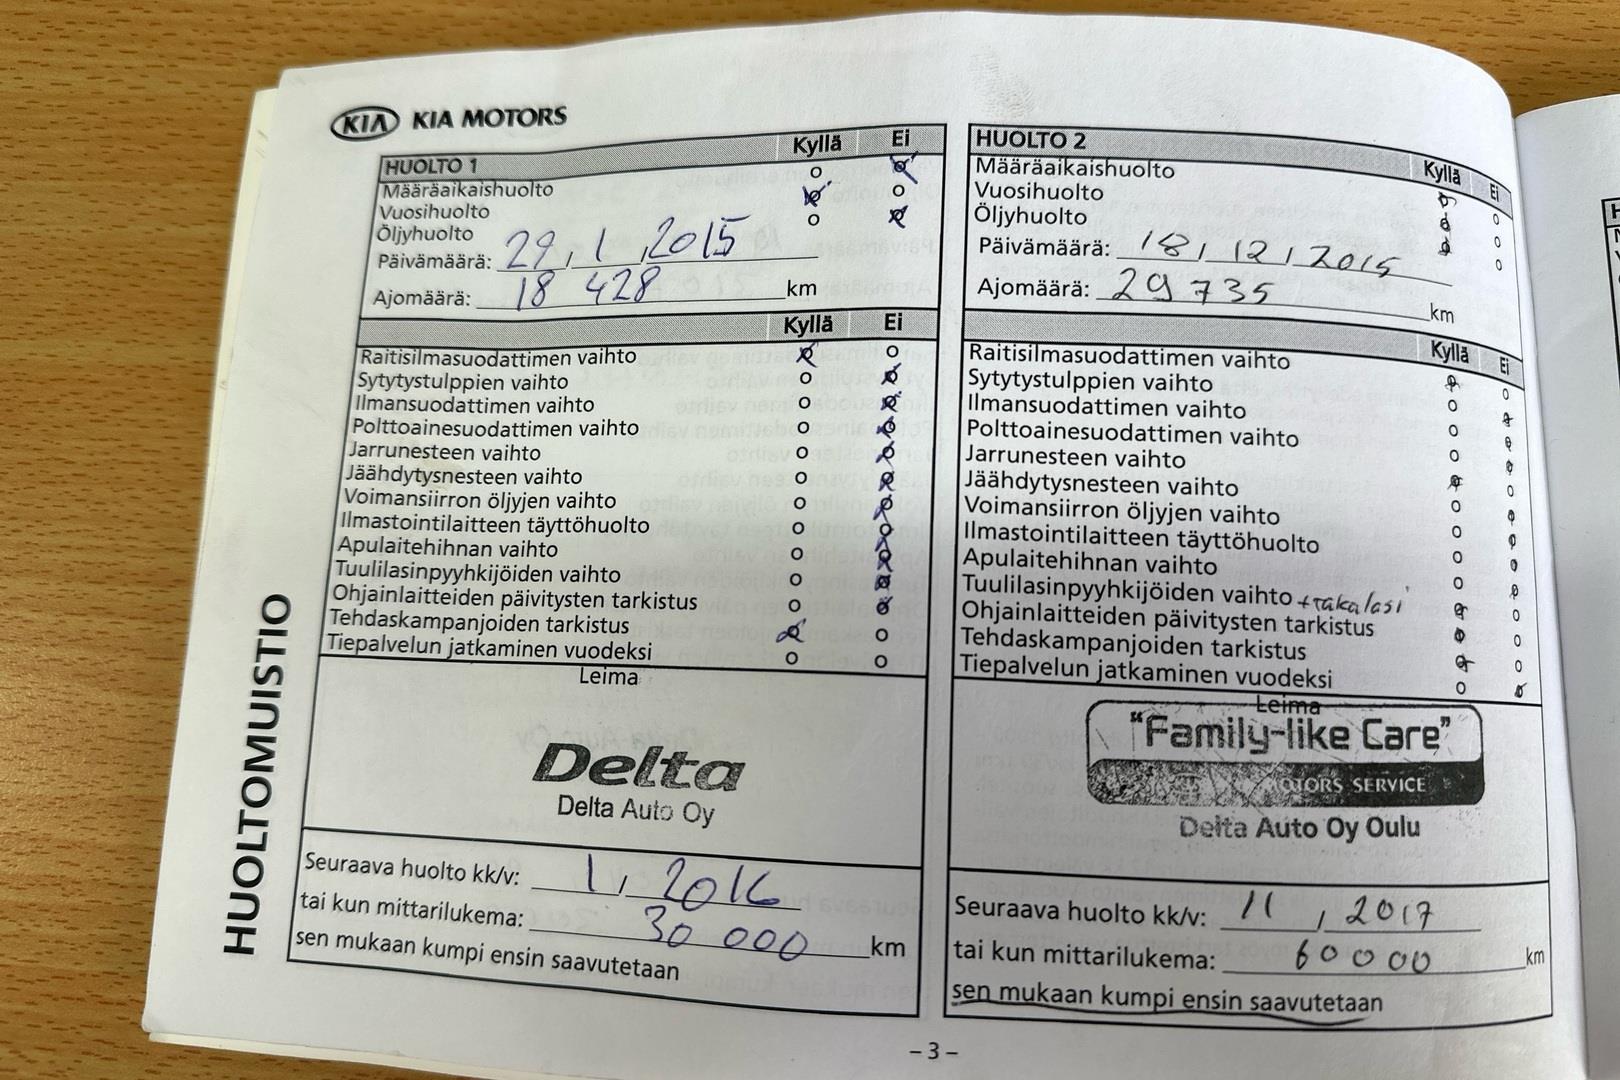 KIA KIA MOTORS
HUOLTOMUISTIO
HUOLTO 1 Kyllä Ei
Määräaikaishuolto
Vuosihuolto
Öljyhuolto
Päivämäärä: 29, 1, 2015
Ajomäärä: 18 428 km
Kyllä Ei
Raitisilmasuodattimen vaihto
Sytytystulppien vaihto
Ilmansuodattimen vaihto
Polttoainesuodattimen vaihto
Jarrunesteen vaihto
Jäähdytysnesteen vaihto
Voimansiirron öljyjen vaihto
Ilmastointilaitteen täyttöhuolto
Apulaitehihnan vaihto
Tuulilasinpyyhkijöiden vaihto
Ohjainlaitteiden päivitysten tarkistus
Tehdaskampanjoiden tarkistus
Tiepalvelun jatkaminen vuodeksi
Leima
Delta
Delta Auto Oy
Seuraava huolto kk/v: 1, 2016
tai kun mittarilukema: 30 000 km
sen mukaan kumpi ensin saavutetaan
HUOLTO 2 Kyllä Ei
Määräaikaishuolto
Vuosihuolto
Öljyhuolto
Päivämäärä: 18, 12, 2015
Ajomäärä: 29735 km
Kyllä Ei
Raitisilmasuodattimen vaihto
Sytytystulppien vaihto
Ilmansuodattimen vaihto
Polttoainesuodattimen vaihto
Jarrunesteen vaihto
Jäähdytysnesteen vaihto
Voimansiirron öljyjen vaihto
Ilmastointilaitteen täyttöhuolto
Apulaitehihnan vaihto
Tuulilasinpyyhkijöiden vaihto +takalasi
Ohjainlaitteiden päivitysten tarkistus
Tehdaskampanjoiden tarkistus
Tiepalvelun jatkaminen vuodeksi
Leima
"Family-like Care"
MOTORS SERVICE
Delta Auto Oy Oulu
Seuraava huolto kk/v: 11, 2017
tai kun mittarilukema: 60000 km
sen mukaan kumpi ensin saavutetaan
– 3 –